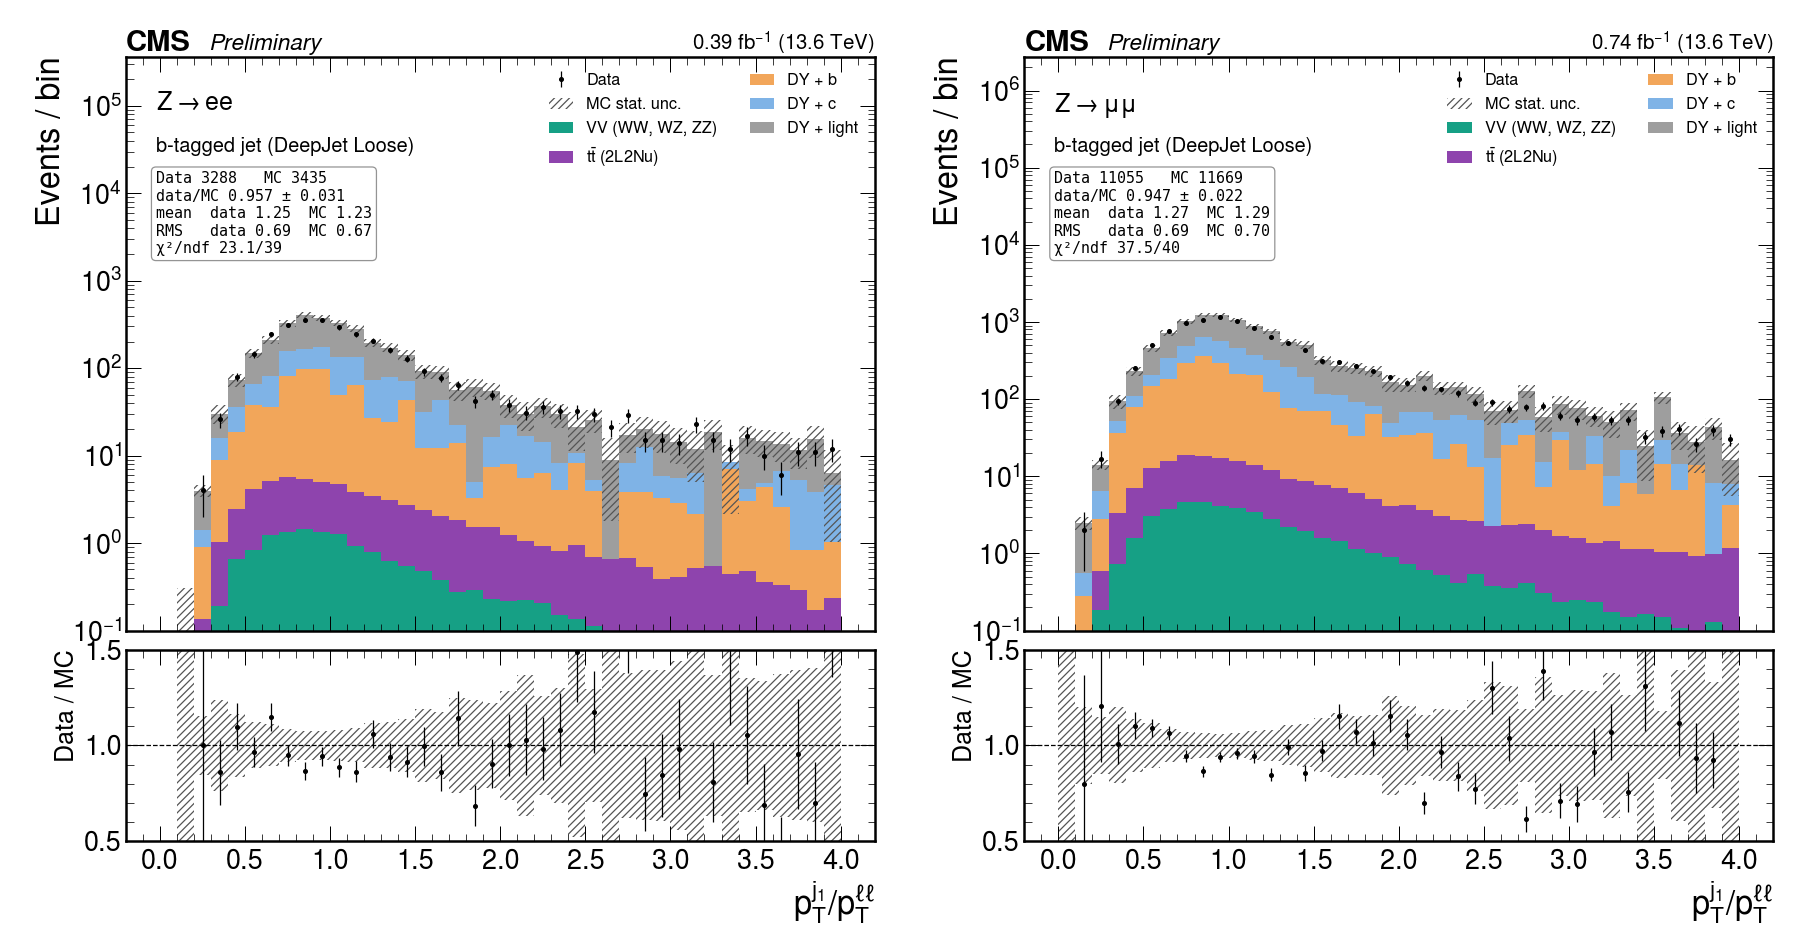 CMS Preliminary 0.39 fb⁻¹ (13.6 TeV)
Events / bin
Z → ee
b-tagged jet (DeepJet Loose)
Data 3288 MC 3435
data/MC 0.957 ± 0.031
mean data 1.25 MC 1.23
RMS data 0.69 MC 0.67
χ²/ndf 23.1/39
Data
MC stat. unc.
VV (WW, WZ, ZZ)
tt̄ (2L2Nu)
DY + b
DY + c
DY + light
10⁵
10⁴
10³
10²
10¹
10⁰
10⁻¹
Data / MC
1.5
1.0
0.5
0.0 0.5 1.0 1.5 2.0 2.5 3.0 3.5 4.0
p_T^{j₁}/p_T^{ℓℓ}
CMS Preliminary 0.74 fb⁻¹ (13.6 TeV)
Events / bin
Z → μμ
b-tagged jet (DeepJet Loose)
Data 11055 MC 11669
data/MC 0.947 ± 0.022
mean data 1.27 MC 1.29
RMS data 0.69 MC 0.70
χ²/ndf 37.5/40
Data
MC stat. unc.
VV (WW, WZ, ZZ)
tt̄ (2L2Nu)
DY + b
DY + c
DY + light
10⁶
10⁵
10⁴
10³
10²
10¹
10⁰
10⁻¹
Data / MC
1.5
1.0
0.5
0.0 0.5 1.0 1.5 2.0 2.5 3.0 3.5 4.0
p_T^{j₁}/p_T^{ℓℓ}